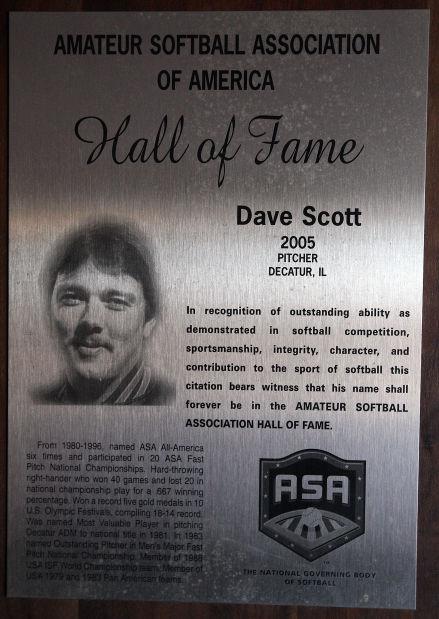 AMATEUR SOFTBALL ASSOCIATION
OF AMERICA
Hall of Fame
Dave Scott
2005
PITCHER
DECATUR, IL
In recognition of outstanding ability as
demonstrated in softball competition,
sportsmanship, integrity, character, and
contribution to the sport of softball this
citation bears witness that his name shall
forever be in the AMATEUR SOFTBALL
ASSOCIATION HALL OF FAME.
From 1980-1996, named ASA All-America
six times and participated in 20 ASA Fast
Pitch National Championships. Hard-throwing
right-hander who won 40 games and lost 20 in
national championship play for a .667 winning
percentage. Won a record five gold medals in 10
U.S. Olympic Festivals, compiling 18-14 record.
Was named Most Valuable Player in pitching
Decatur ADM to national title in 1981. In 1983
named Outstanding Pitcher in Men's Major Fast
Pitch National Championship. Member of 1988
USA ISF World Championship team. Member of
USA 1979 and 1983 Pan American teams.
ASA
TM
THE NATIONAL GOVERNING BODY
OF SOFTBALL